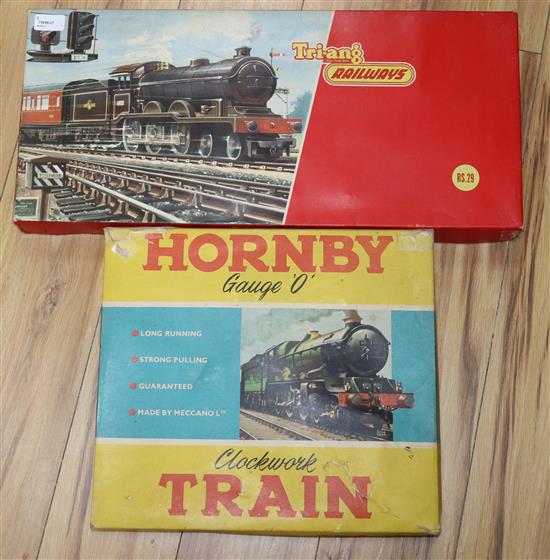 Tri-ang
RAILWAYS
RS.29
HORNBY
Gauge 'O'
LONG RUNNING
STRONG PULLING
GUARANTEED
MADE BY MECCANO LTD
Clockwork
TRAIN